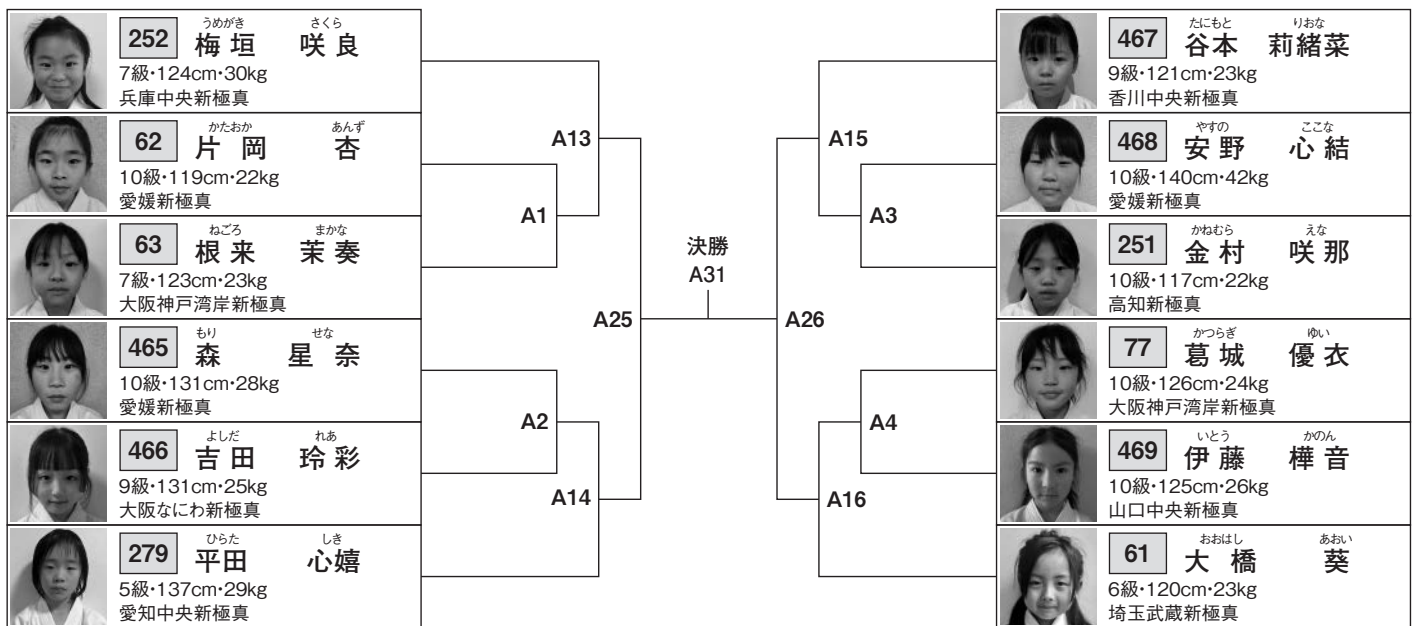 うめがき さくら
252 梅垣 咲良
7級・124cm・30kg
兵庫中央新極真
かたおか あんず
62 片岡 杏
10級・119cm・22kg
愛媛新極真
ねごろ まかな
63 根来 茉奏
7級・123cm・23kg
大阪神戸湾岸新極真
もり せな
465 森 星奈
10級・131cm・28kg
愛媛新極真
よしだ れあ
466 吉田 玲彩
9級・131cm・25kg
大阪なにわ新極真
ひらた しき
279 平田 心嬉
5級・137cm・29kg
愛知中央新極真
A13
A1
A25
A2
A14
決勝
A31
A15
A3
A26
A4
A16
たにもと りおな
467 谷本 莉緒菜
9級・121cm・23kg
香川中央新極真
やすの ここな
468 安野 心結
10級・140cm・42kg
愛媛新極真
かねむら えな
251 金村 咲那
10級・117cm・22kg
高知新極真
かつらぎ ゆい
77 葛城 優衣
10級・126cm・24kg
大阪神戸湾岸新極真
いとう かのん
469 伊藤 樺音
10級・125cm・26kg
山口中央新極真
おおはし あおい
61 大橋 葵
6級・120cm・23kg
埼玉武蔵新極真